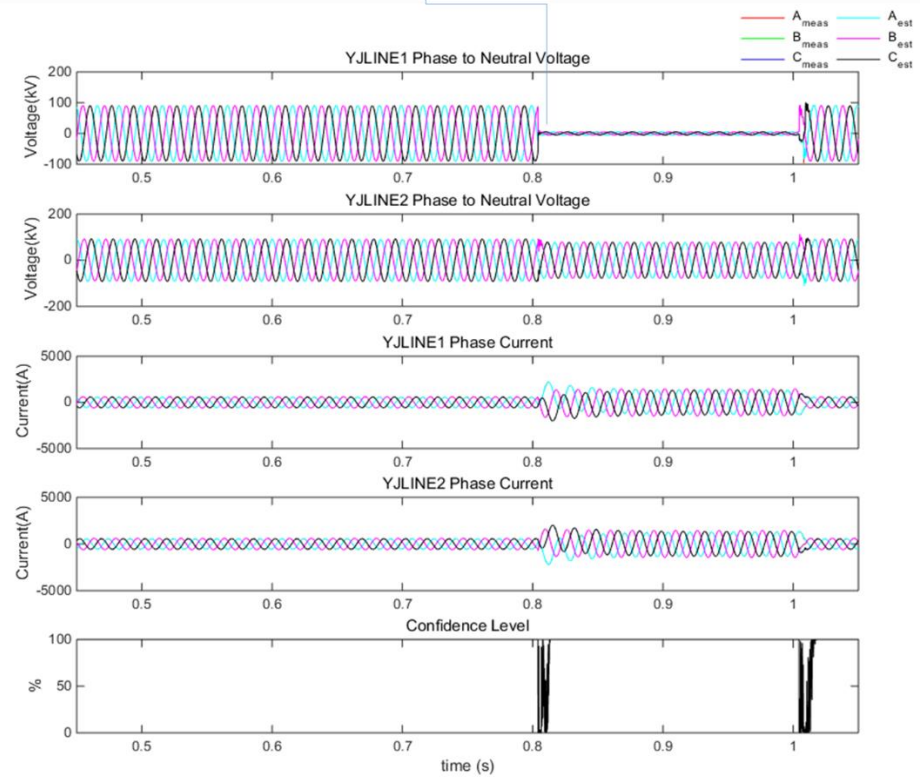 A_meas A_est
B_meas B_est
C_meas C_est
YJLINE1 Phase to Neutral Voltage
200
100
0
-100
Voltage(kV)
0.5 0.6 0.7 0.8 0.9 1
YJLINE2 Phase to Neutral Voltage
200
0
-200
Voltage(kV)
0.5 0.6 0.7 0.8 0.9 1
YJLINE1 Phase Current
5000
0
-5000
Current(A)
0.5 0.6 0.7 0.8 0.9 1
YJLINE2 Phase Current
5000
0
-5000
Current(A)
0.5 0.6 0.7 0.8 0.9 1
Confidence Level
100
50
0
%
0.5 0.6 0.7 0.8 0.9 1
time (s)